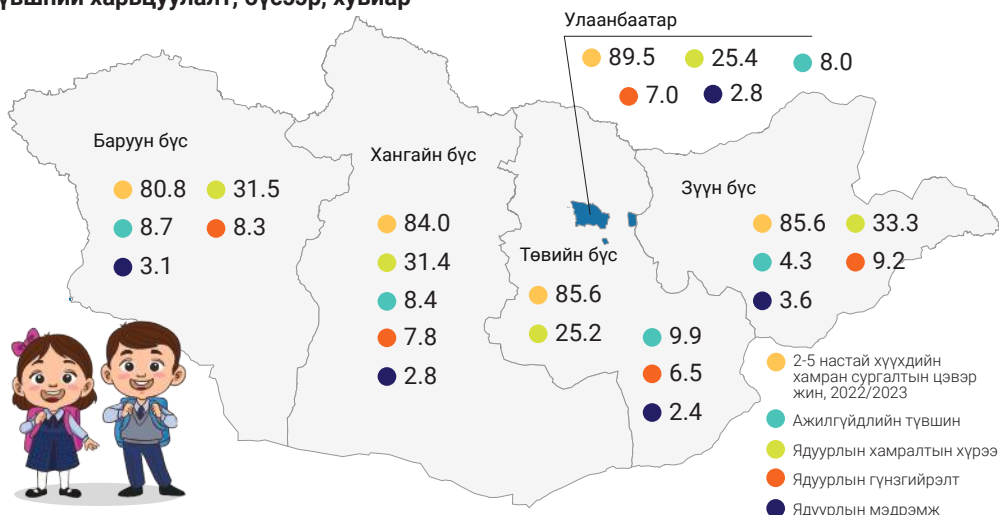 түвшний харьцуулалт, бүсээр, хувиар
Улаанбаатар
89.5 25.4 8.0
7.0 2.8
Баруун бүс
80.8 31.5
8.7 8.3
3.1
Хангайн бүс
84.0
31.4
8.4
7.8
2.8
Төвийн бүс
85.6
25.2
9.9
6.5
2.4
Зүүн бүс
85.6 33.3
4.3 9.2
3.6
2-5 настай хүүхдийн
хамран сургалтын цэвэр
жин, 2022/2023
Ажилгүйдлийн түвшин
Ядуурлын хамралтын хүрээ
Ядуурлын гүнзгийрэлт
Ядуурлын мэдрэмж